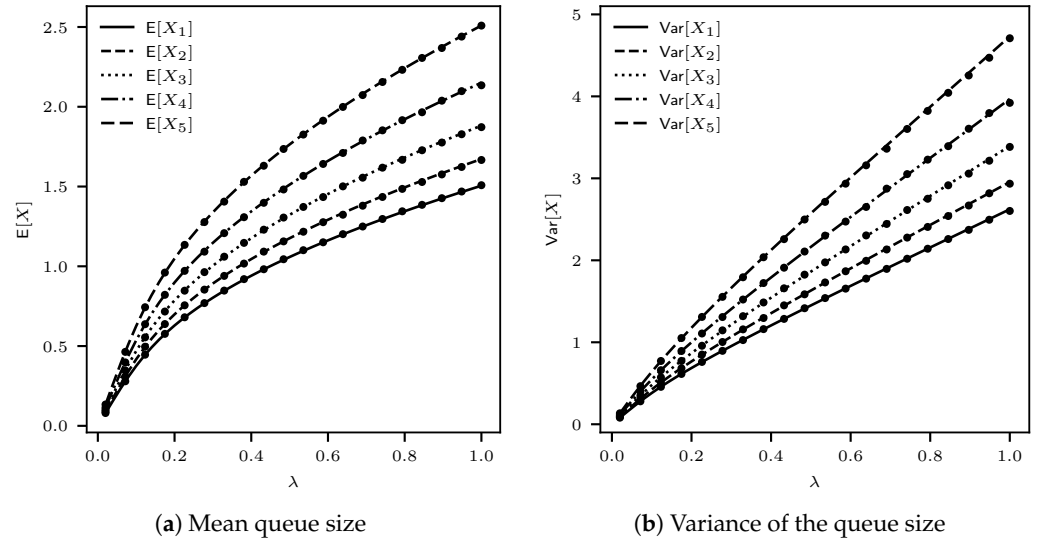 E[X1]
E[X2]
E[X3]
E[X4]
E[X5]
2.5
2.0
1.5
1.0
0.5
0.0
E[X]
0.0 0.2 0.4 0.6 0.8 1.0
λ
(a) Mean queue size
Var[X1]
Var[X2]
Var[X3]
Var[X4]
Var[X5]
5
4
3
2
1
0
Var[X]
0.0 0.2 0.4 0.6 0.8 1.0
λ
(b) Variance of the queue size